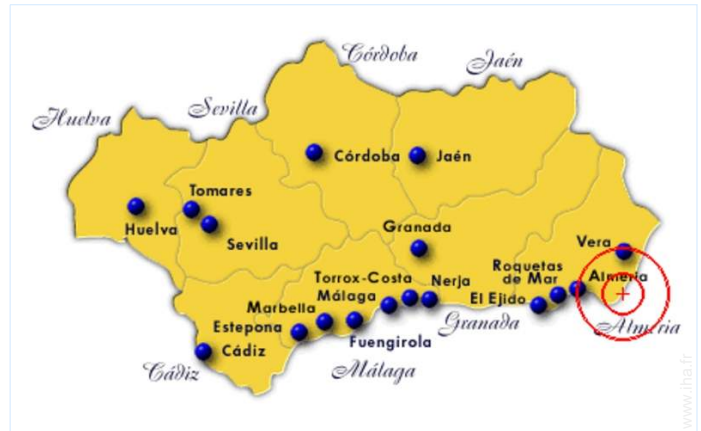 Córdoba
Jaén
Sevilla
Huelva
Córdoba
Jaén
Tomares
Huelva
Sevilla
Granada
Vera
Torrox-Costa
Nerja
Roquetas
de Mar
Almería
Málaga
El Ejido
Marbella
Estepona
Granada
Almería
Fuengirola
Cádiz
Cádiz
Málaga
www.iha.fr